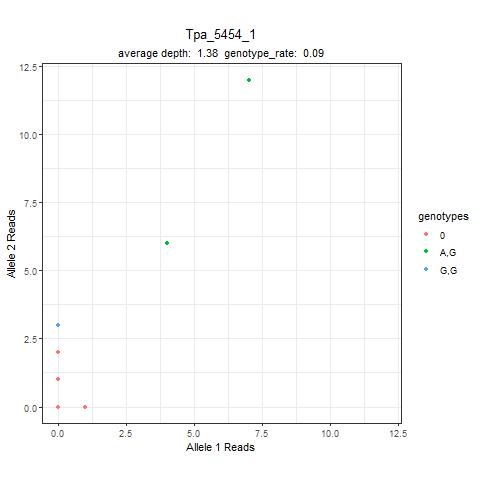 Tpa_5454_1
average depth: 1.38 genotype_rate: 0.09
12.5
10.0
7.5
5.0
2.5
0.0
Allele 2 Reads
0.0 2.5 5.0 7.5 10.0 12.5
Allele 1 Reads
genotypes
0
A,G
G,G